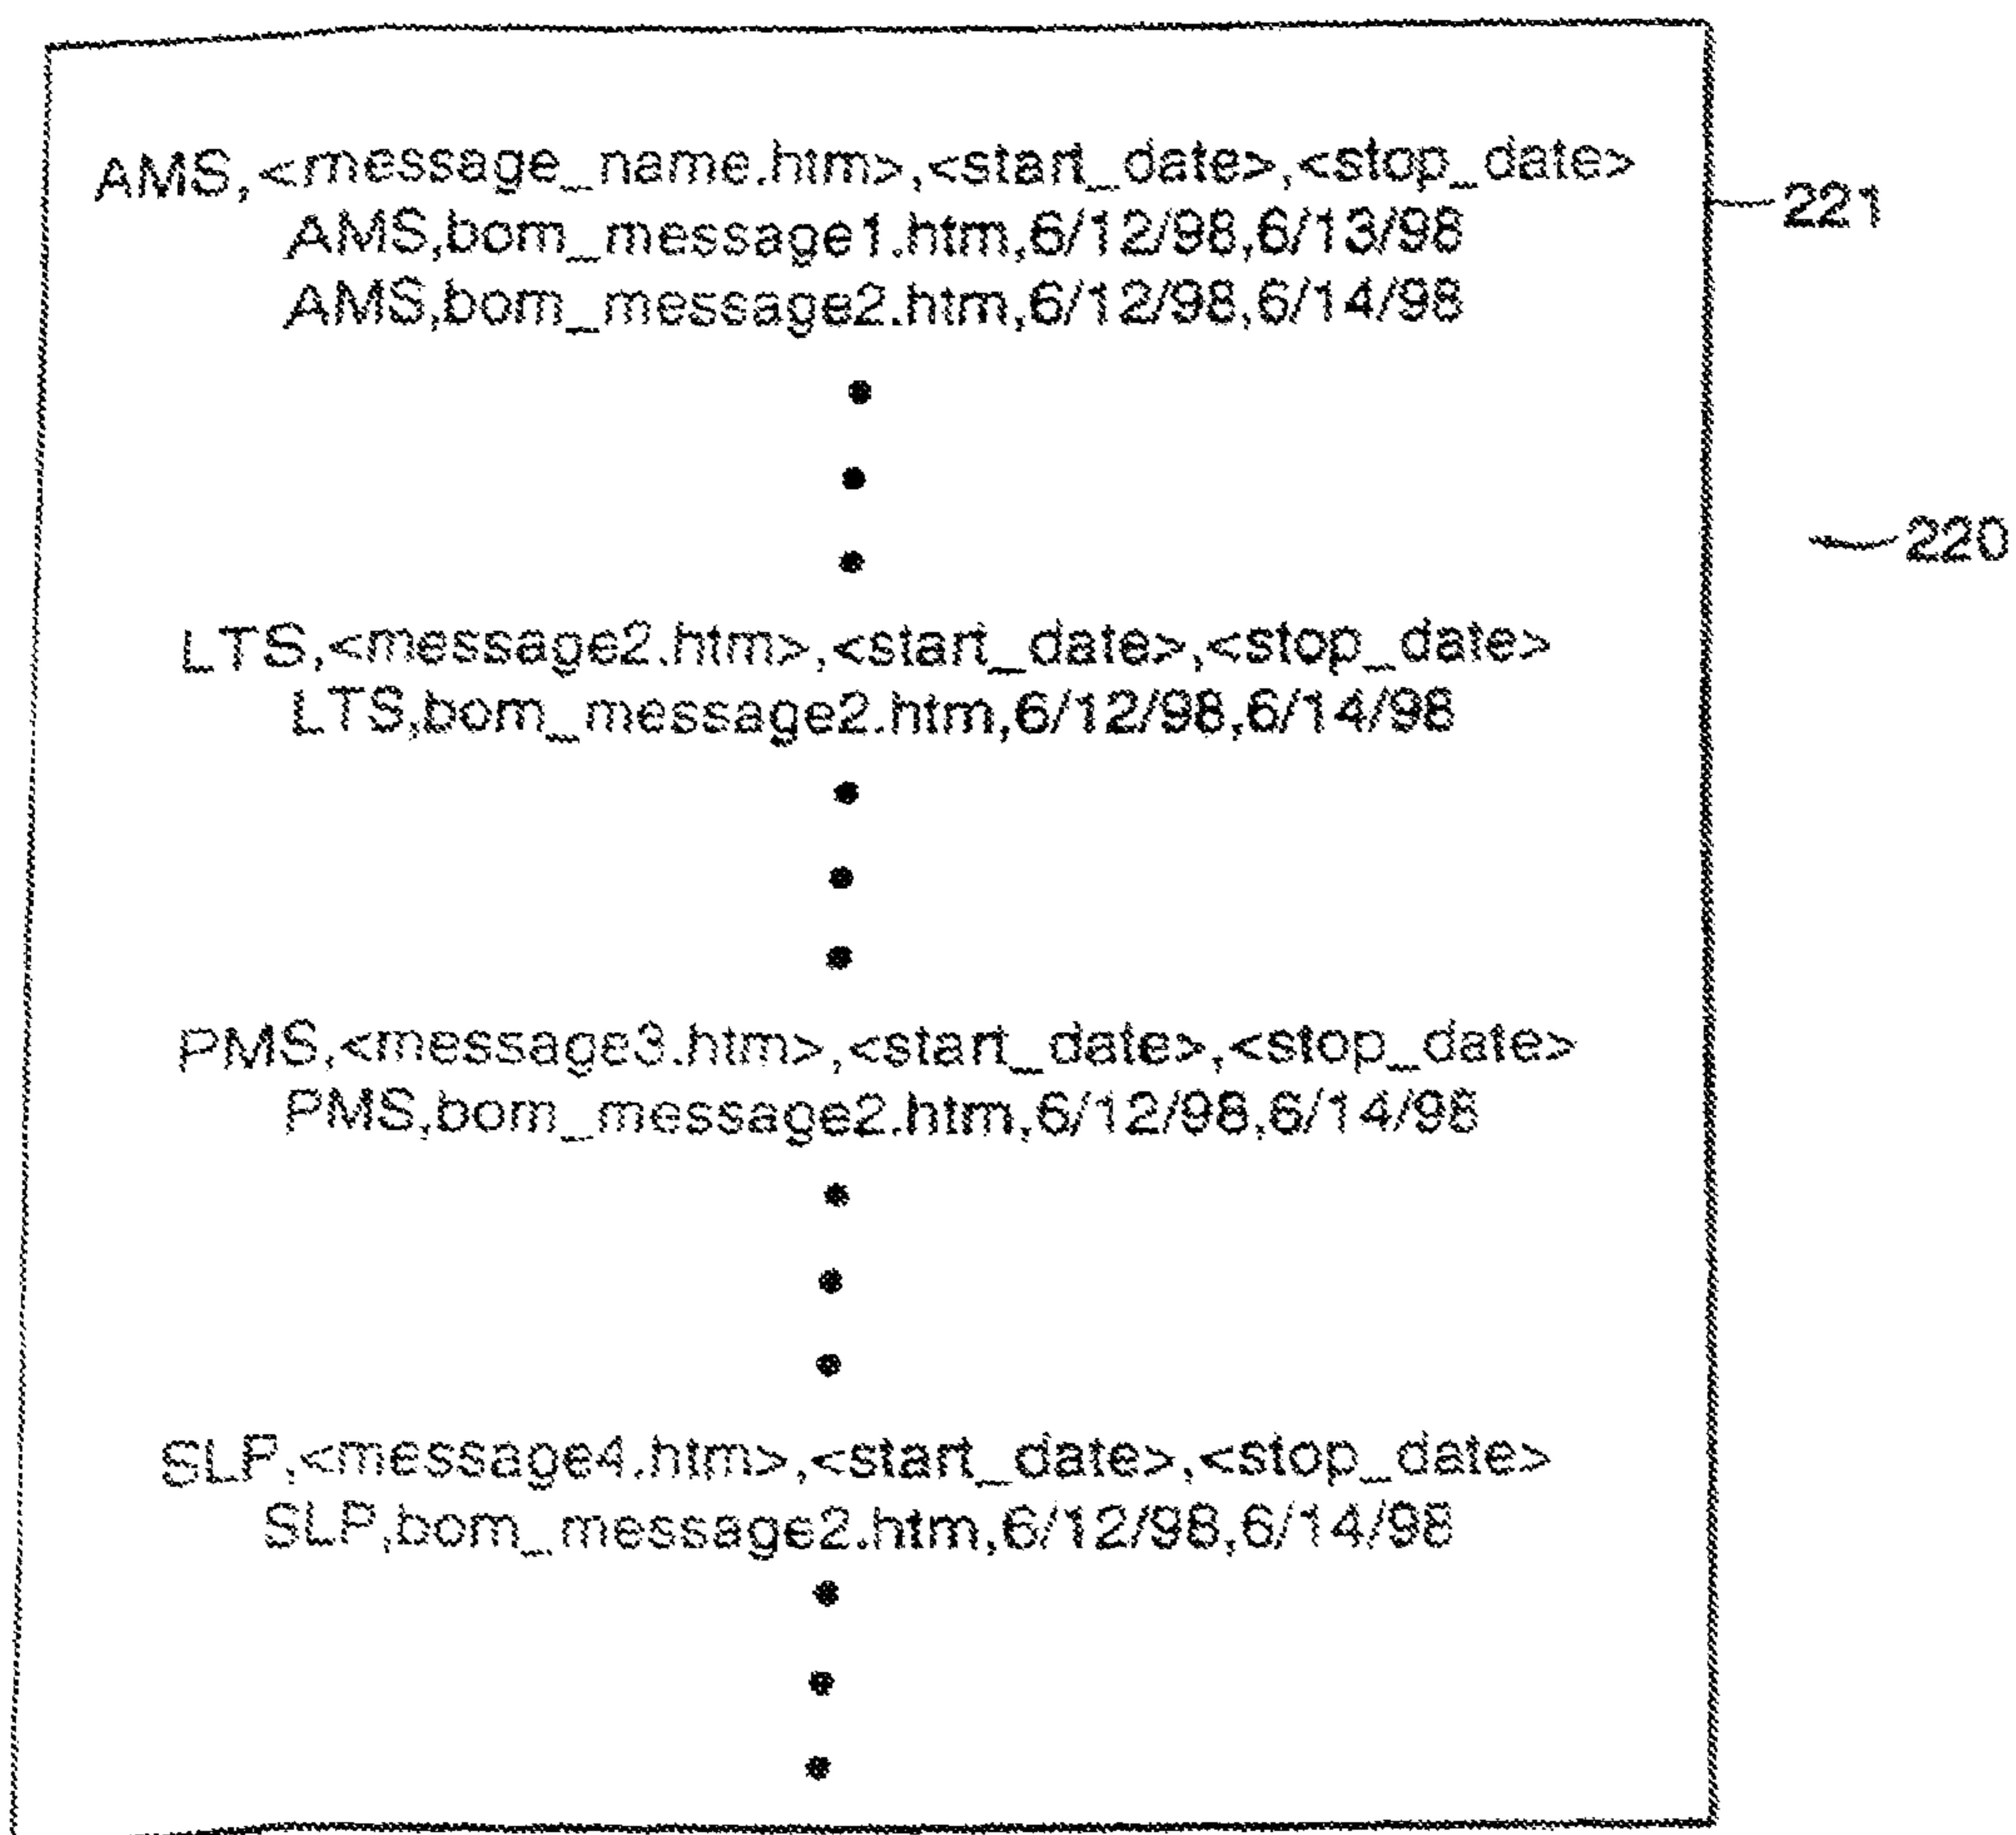 AMS,<message_name.htm>,<start_date>,<stop_date>
221
AMS,bom_message1.htm,6/12/98,6/13/98
AMS,bom_message2.htm,6/12/98,6/14/98
220
LTS,<message2.htm>,<start_date>,<stop_date>
LTS,bom_message2.htm,6/12/98,6/14/98
PMS,<message3.htm>,<start_date>,<stop_date>
PMS,bom_message2.htm,6/12/98,6/14/98
SLP,<message4.htm>,<start_date>,<stop_date>
SLP,bom_message2.htm,6/12/98,6/14/98